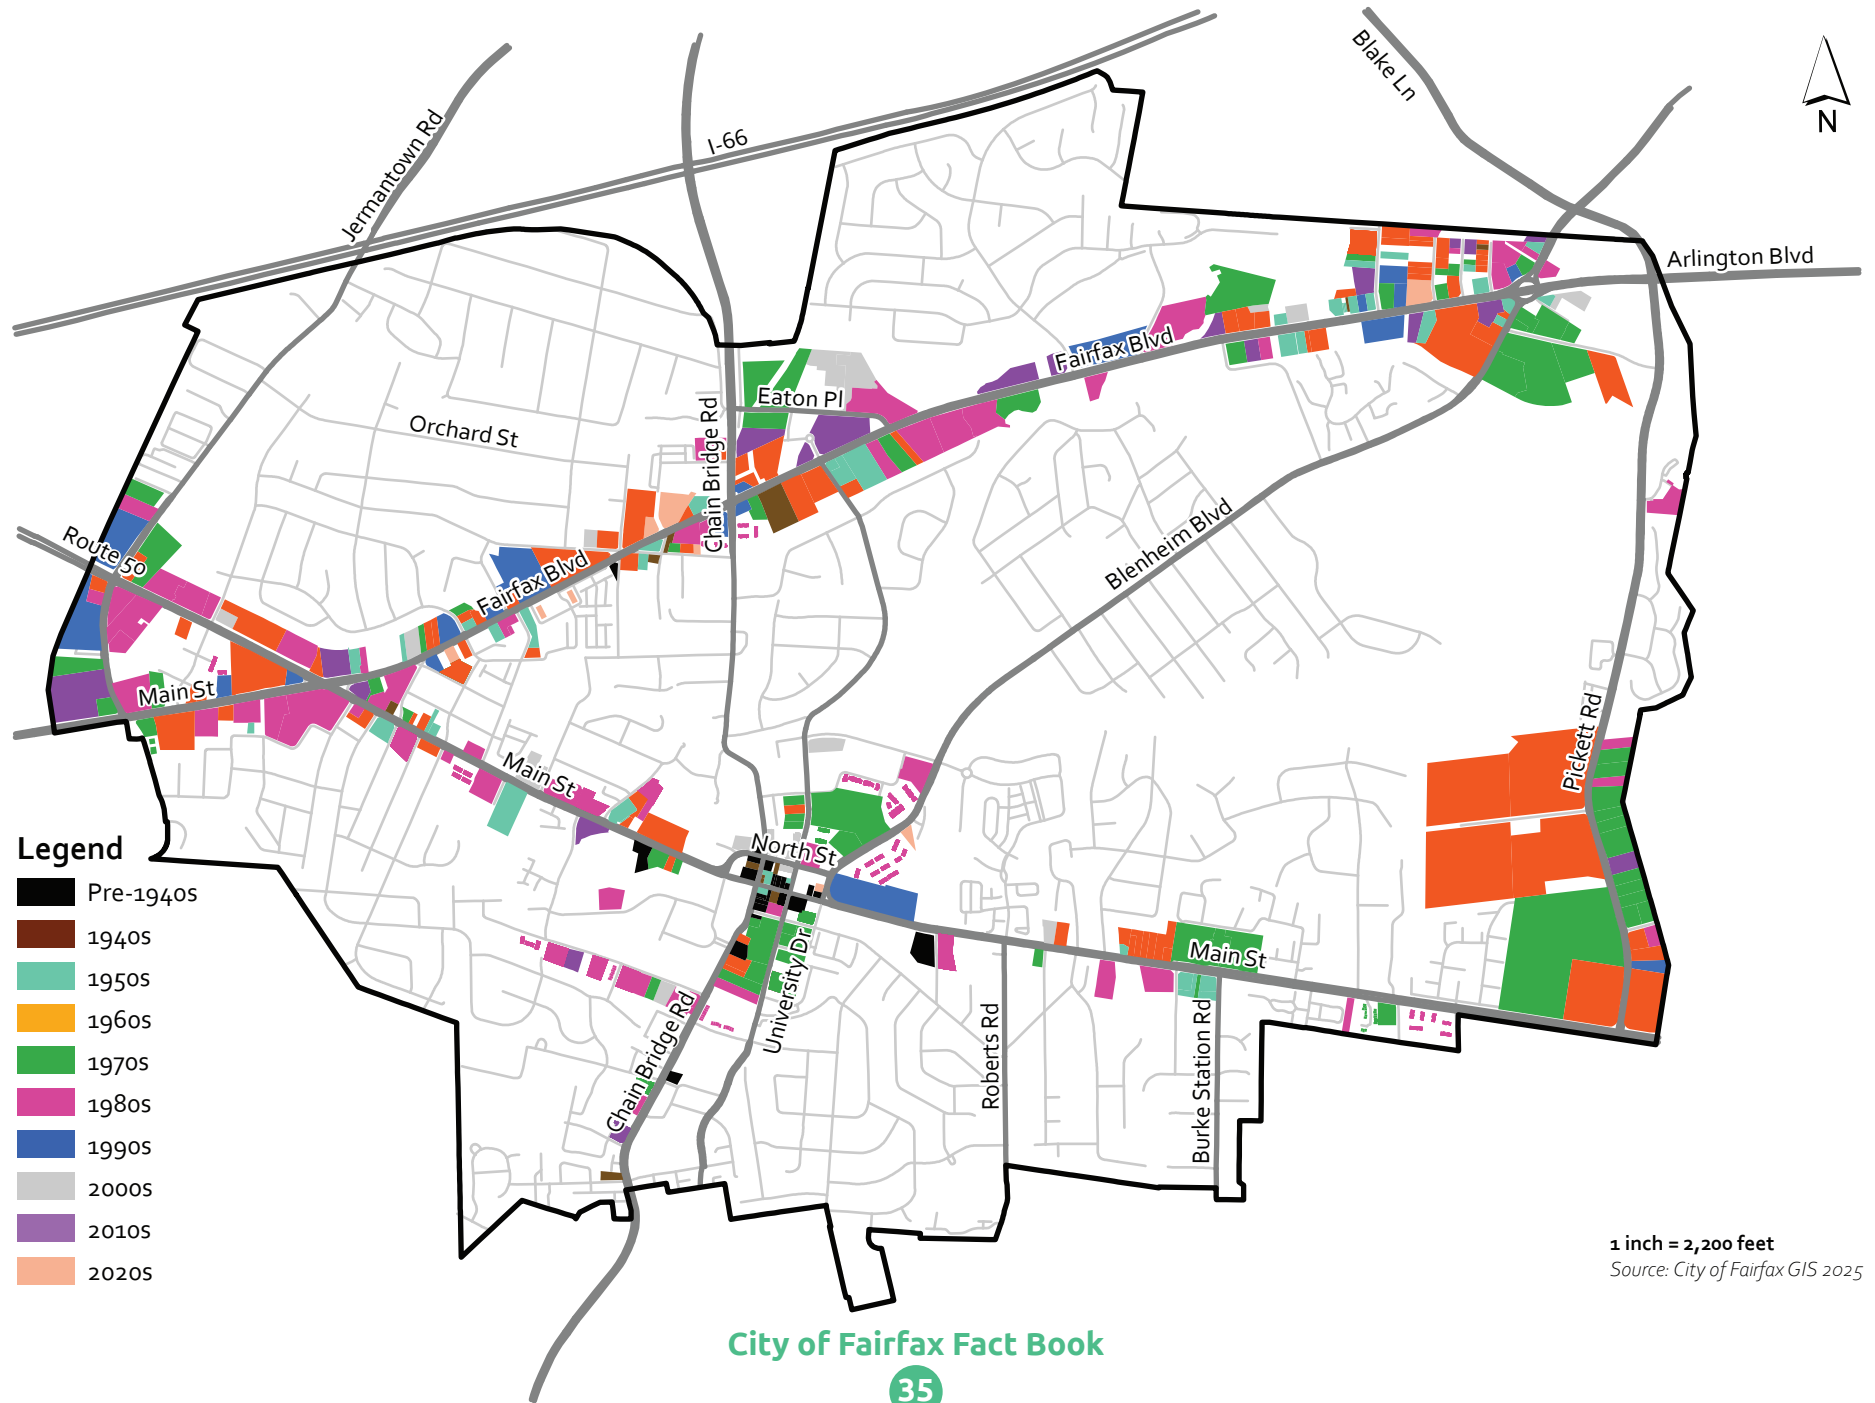 Blake Ln
N
I-66
Jermantown Rd
Arlington Blvd
Fairfax Blvd
Eaton Pl
Orchard St
Chain Bridge Rd
Route 50
Blenheim Blvd
Fairfax Blvd
Main St
Pickett Rd
Main St
North St
Main St
University Dr
Chain Bridge Rd
Roberts Rd
Burke Station Rd
Legend
Pre-1940s
1940s
1950s
1960s
1970s
1980s
1990s
2000s
2010s
2020s
1 inch = 2,200 feet
Source: City of Fairfax GIS 2025
City of Fairfax Fact Book
35